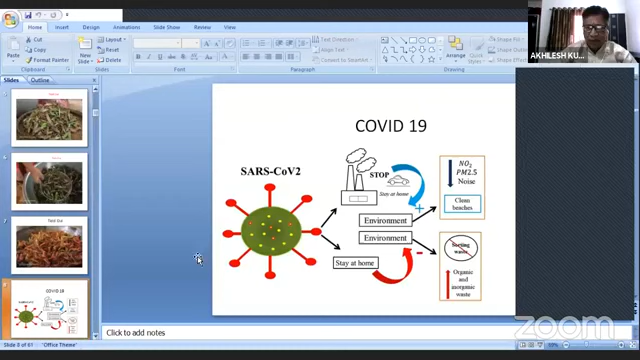 Home
Insert
Design
Animations
Slide Show
Review
View
Cut
Copy
Format Painter
Paste
Clipboard
New
Slide
Layout
Reset
Delete
Slides
Font
Paragraph
Text Direction
Align Text
Convert to SmartArt
Arrange
Quick
Drawing
Shape Fill
AKHILESH KU...
Slides
Outline
7
8
COVID 19
SARS-CoV2
STOP
Stay at home
Environment
Environment
Stay at home
+
-
NO2
PM2.5
Noise
Clean
beaches
Sorting
waste
Organic
and
inorganic
waste
Click to add notes
Slide 8 of 61
"Office Theme"
zoom